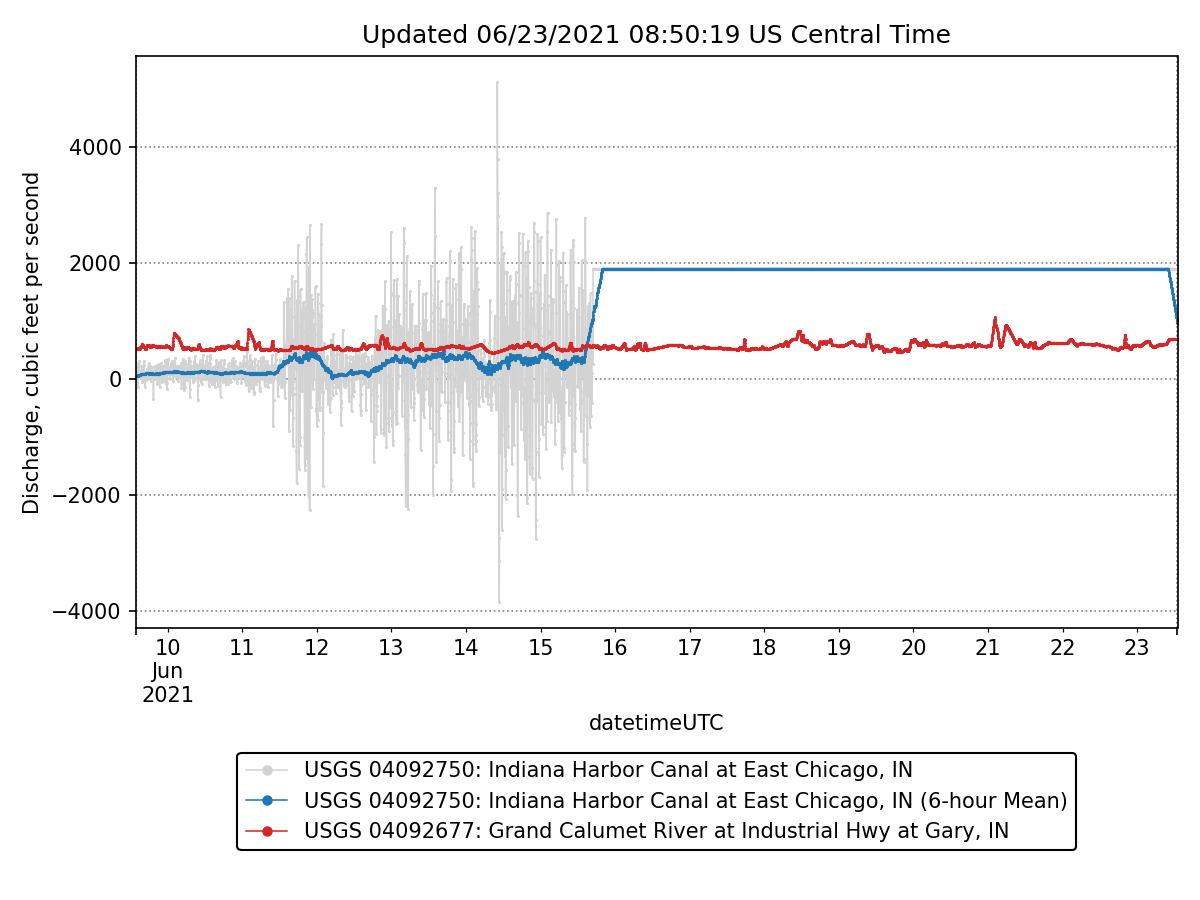 Updated 06/23/2021 08:50:19 US Central Time
Discharge, cubic feet per second
4000
2000
0
−2000
−4000
10 11 12 13 14 15 16 17 18 19 20 21 22 23
Jun
2021
datetimeUTC
USGS 04092750: Indiana Harbor Canal at East Chicago, IN
USGS 04092750: Indiana Harbor Canal at East Chicago, IN (6-hour Mean)
USGS 04092677: Grand Calumet River at Industrial Hwy at Gary, IN